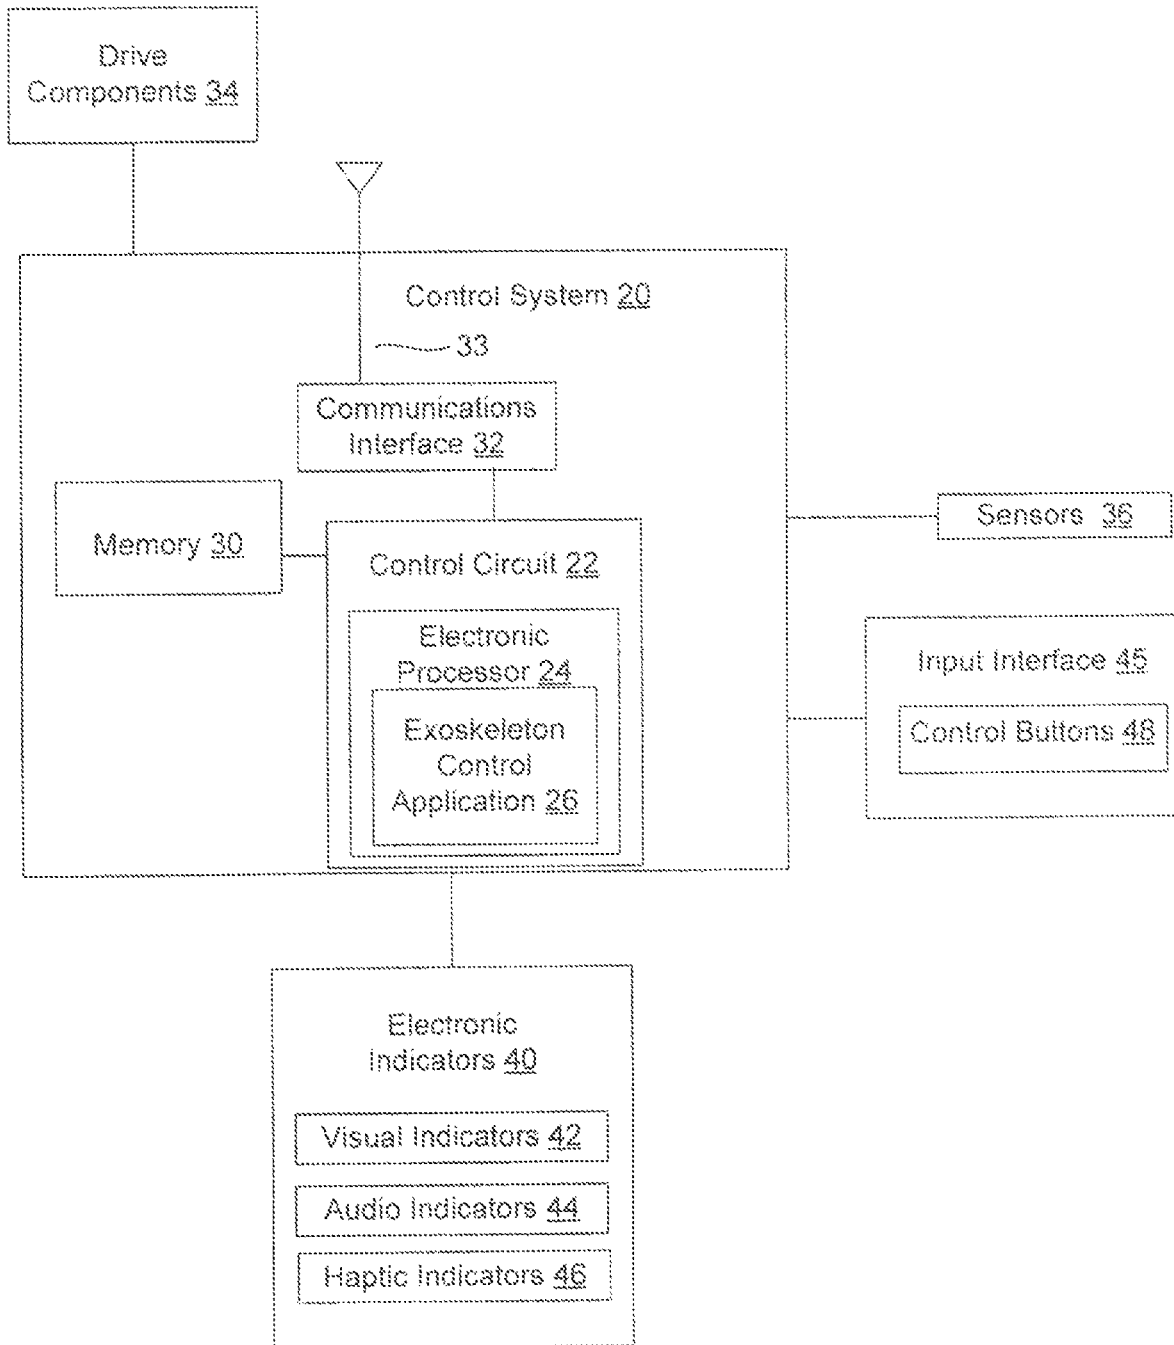 Drive
Components 34
Control System 20
33
Communications
Interface 32
Memory 30
Control Circuit 22
Electronic
Processor 24
Exoskeleton
Control
Application 26
Sensors 36
Input Interface 45
Control Buttons 48
Electronic
Indicators 40
Visual Indicators 42
Audio Indicators 44
Haptic Indicators 46